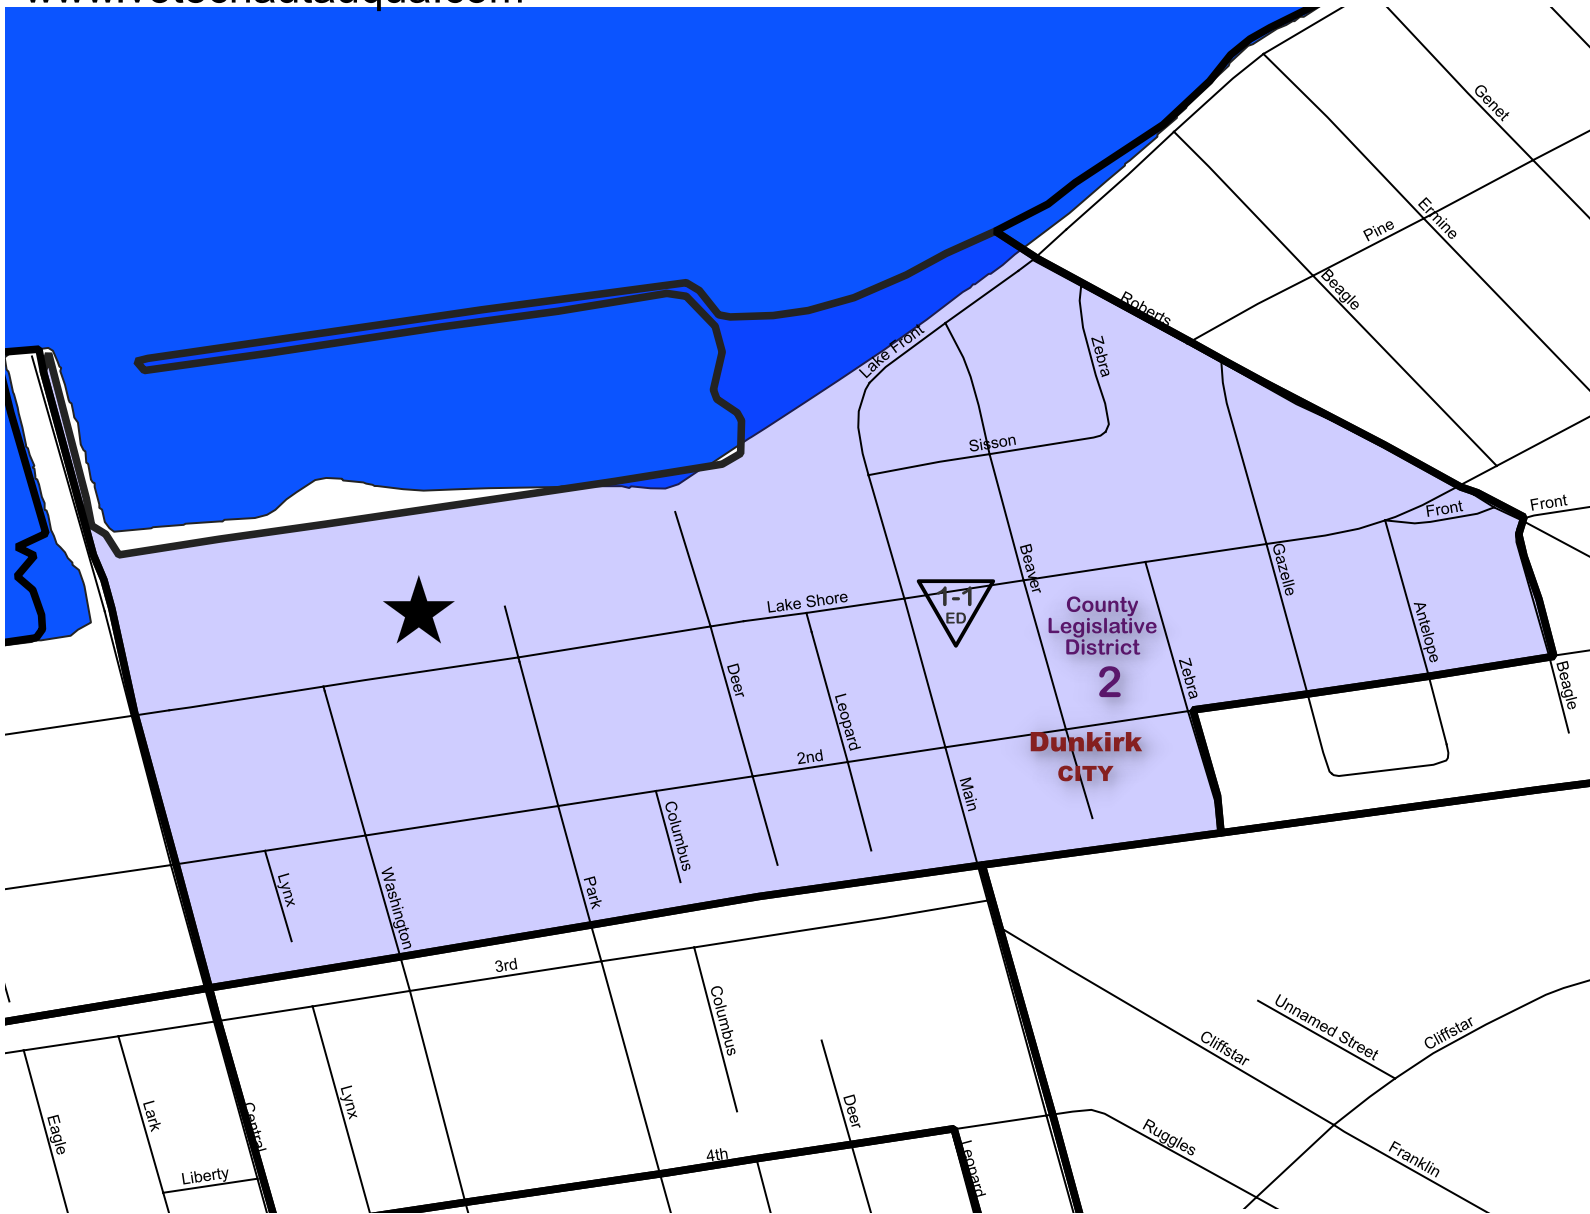 Genet
Ermine
Pine
Beagle
Roberts
Zebra
Lake Front
Sisson
Front
Front
Beaver
Gazelle
Antelope
Lake Shore
1-1
ED
County
Legislative
District
2
Zebra
Beagle
Deer
Leopard
Dunkirk
CITY
2nd
Main
Columbus
Lynx
Washington
Park
3rd
Columbus
Unnamed Street
Cliffstar
Cliffstar
Eagle
Lark
Central
Lynx
Deer
Ruggles
Franklin
4th
Leopard
Liberty